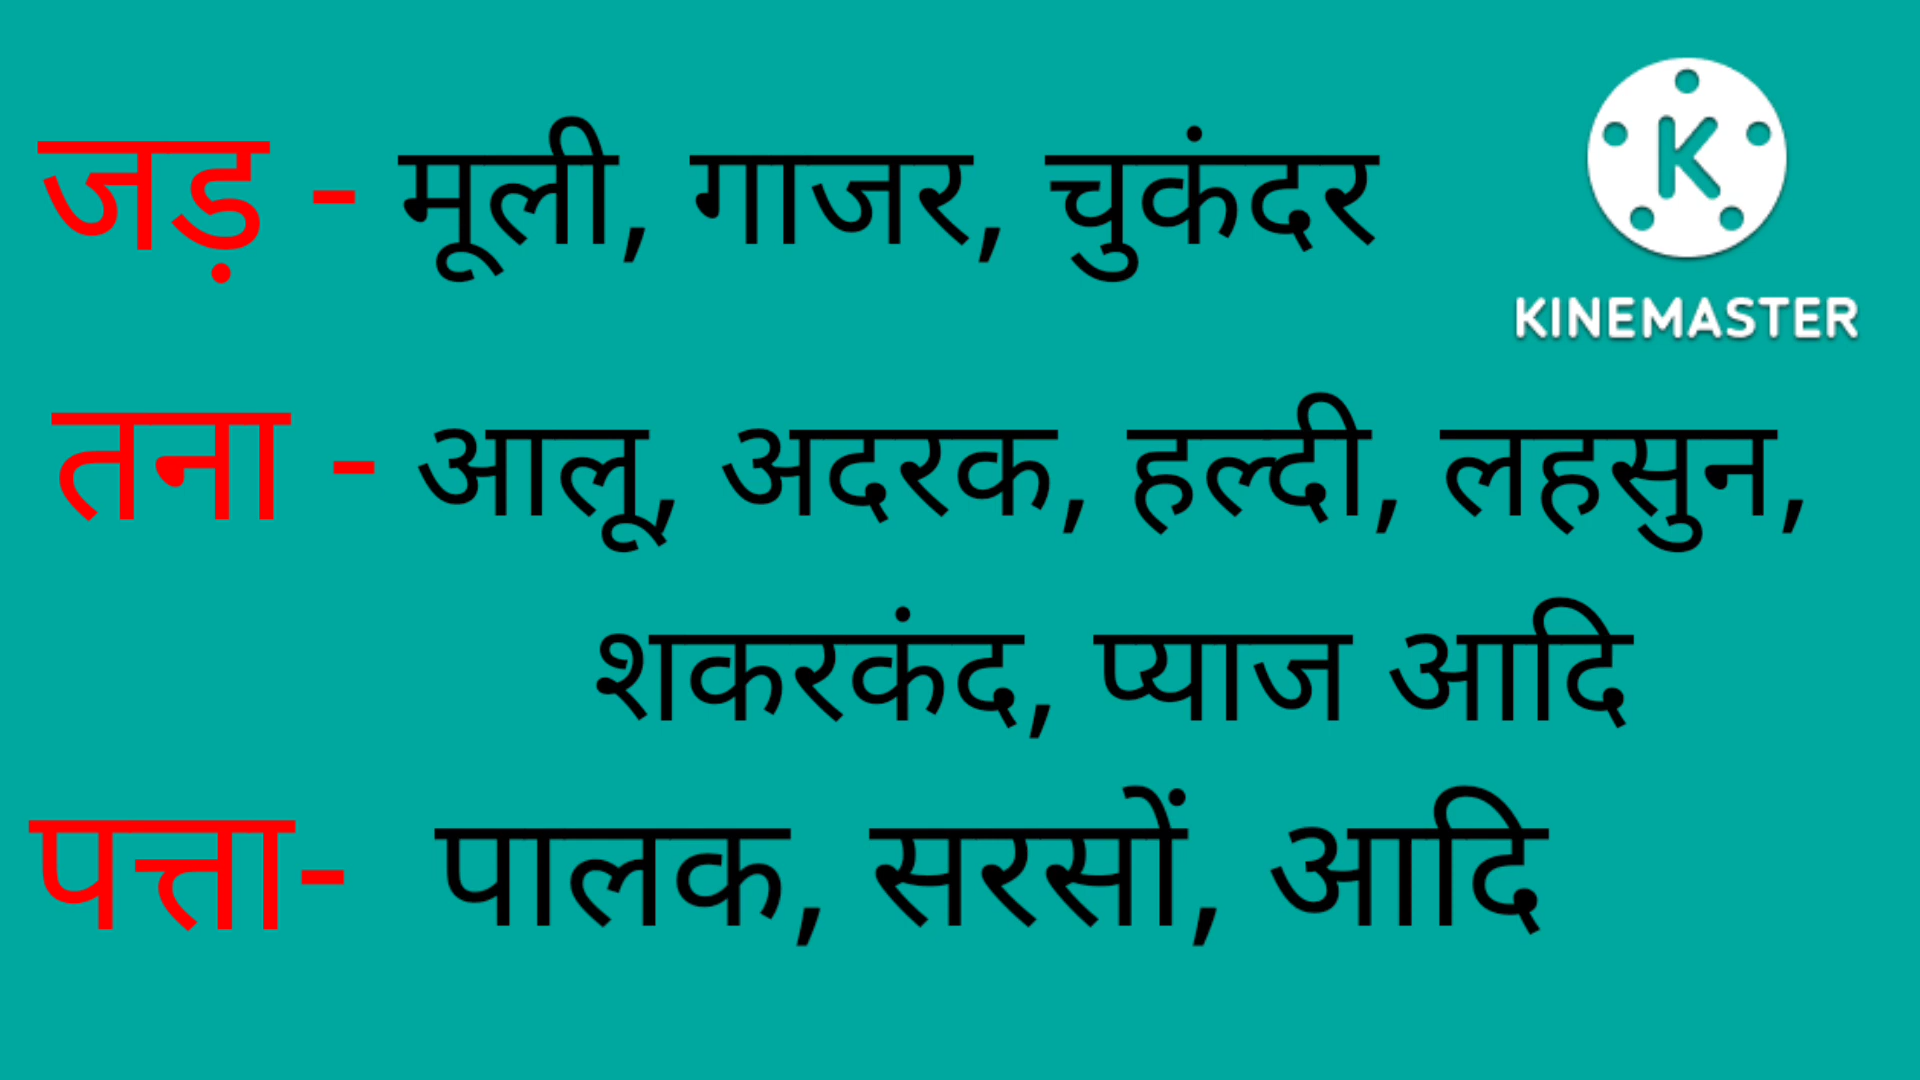 जड़ - मूली, गाजर, चुकंदर
KINEMASTER
तना - आलू, अदरक, हल्दी, लहसुन,
शकरकंद, प्याज आदि
पत्ता- पालक, सरसों, आदि